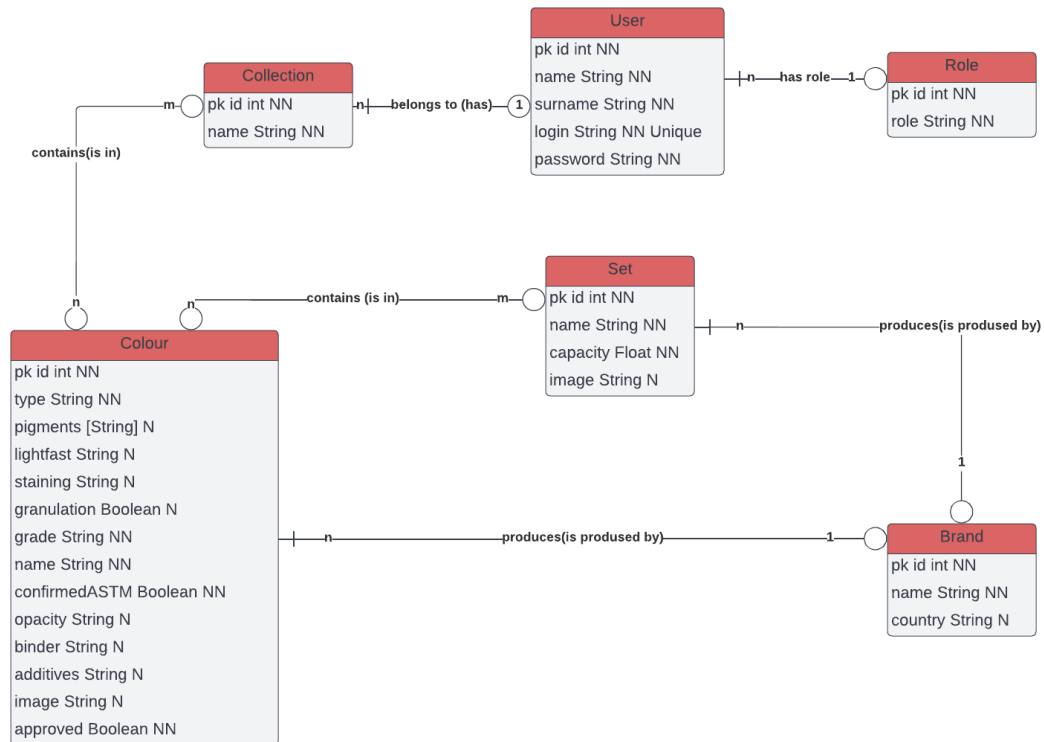 User
pk id int NN
name String NN
surname String NN
login String NN Unique
password String NN
Collection
pk id int NN
name String NN
Role
pk id int NN
role String NN
n
has role
1
n
belongs to (has)
1
m
contains(is in)
n
Set
pk id int NN
name String NN
capacity Float NN
image String N
n
contains (is in)
m
n
produces(is prodused by)
1
Colour
pk id int NN
type String NN
pigments [String] N
lightfast String N
staining String N
granulation Boolean N
grade String NN
name String NN
confirmedASTM Boolean NN
opacity String N
binder String N
additives String N
image String N
approved Boolean NN
n
produces(is prodused by)
1
Brand
pk id int NN
name String NN
country String N